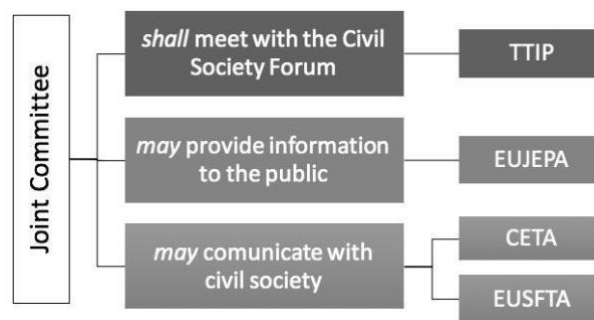 Joint Committee
shall meet with the Civil
Society Forum
TTIP
may provide information
to the public
EUJEPA
may comunicate with
civil society
CETA
EUSFTA